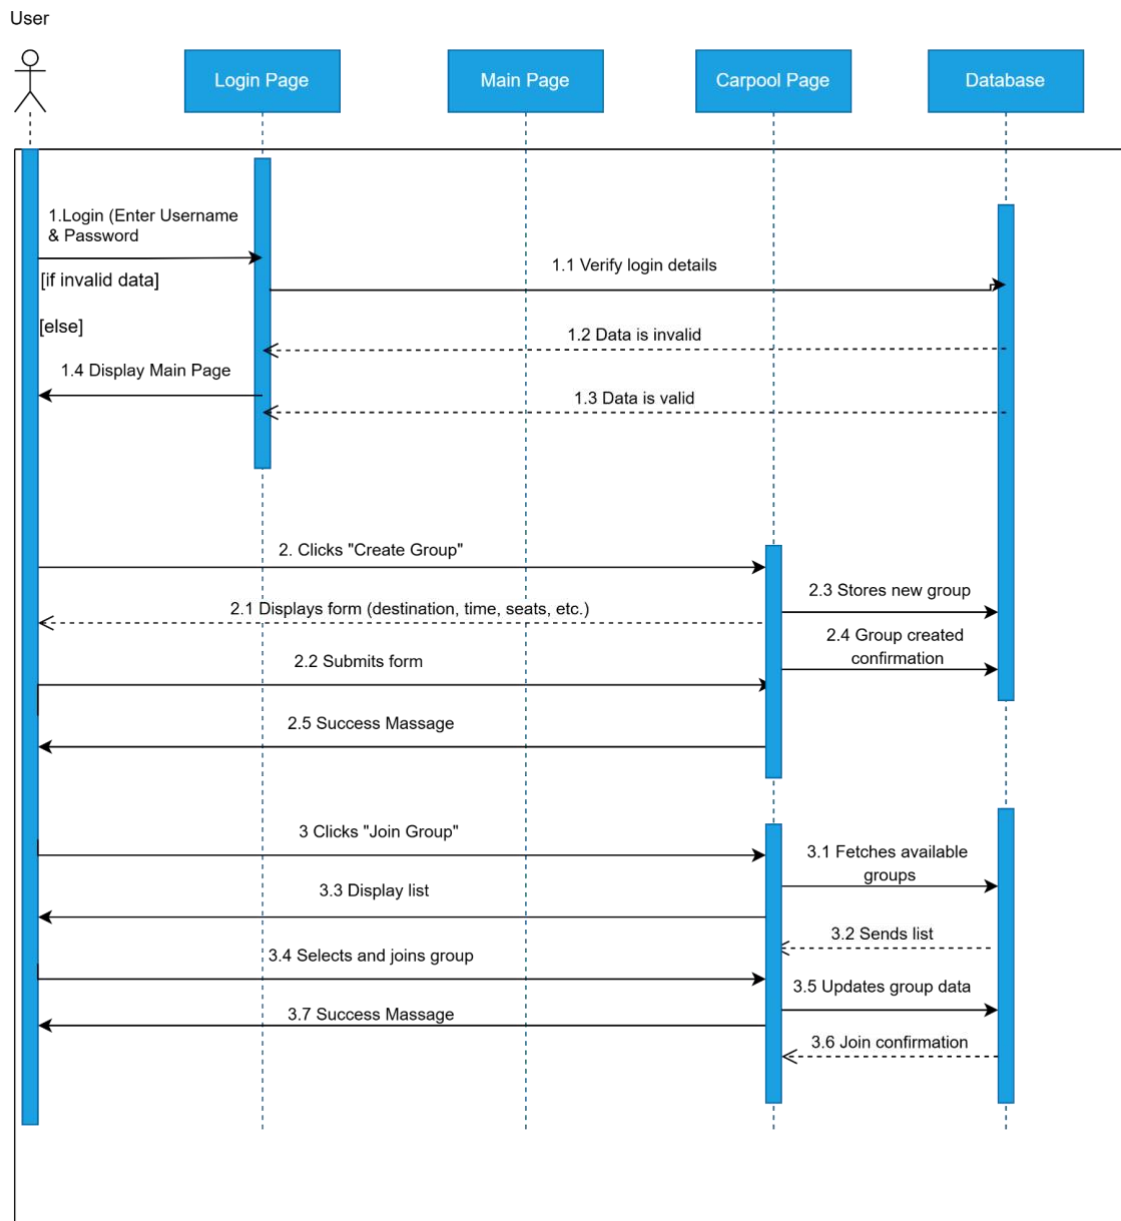 User
Login Page
Main Page
Carpool Page
Database
1.Login (Enter Username
& Password
[if invalid data]
1.1 Verify login details
[else]
1.2 Data is invalid
1.4 Display Main Page
1.3 Data is valid
2. Clicks "Create Group"
2.1 Displays form (destination, time, seats, etc.)
2.3 Stores new group
2.4 Group created
confirmation
2.2 Submits form
2.5 Success Massage
3 Clicks "Join Group"
3.1 Fetches available
groups
3.3 Display list
3.2 Sends list
3.4 Selects and joins group
3.5 Updates group data
3.7 Success Massage
3.6 Join confirmation